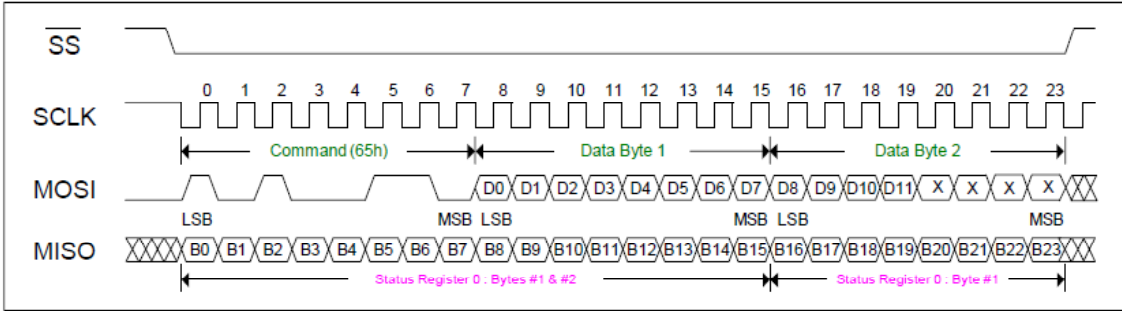 SS
0 1 2 3 4 5 6 7 8 9 10 11 12 13 14 15 16 17 18 19 20 21 22 23
SCLK
Command (65h) Data Byte 1 Data Byte 2
MOSI D0 D1 D2 D3 D4 D5 D6 D7 D8 D9 D10 D11 X X X X
LSB MSB LSB MSB LSB MSB
MISO B0 B1 B2 B3 B4 B5 B6 B7 B8 B9 B10 B11 B12 B13 B14 B15 B16 B17 B18 B19 B20 B21 B22 B23
Status Register 0 : Bytes #1 & #2 Status Register 0 : Byte #1